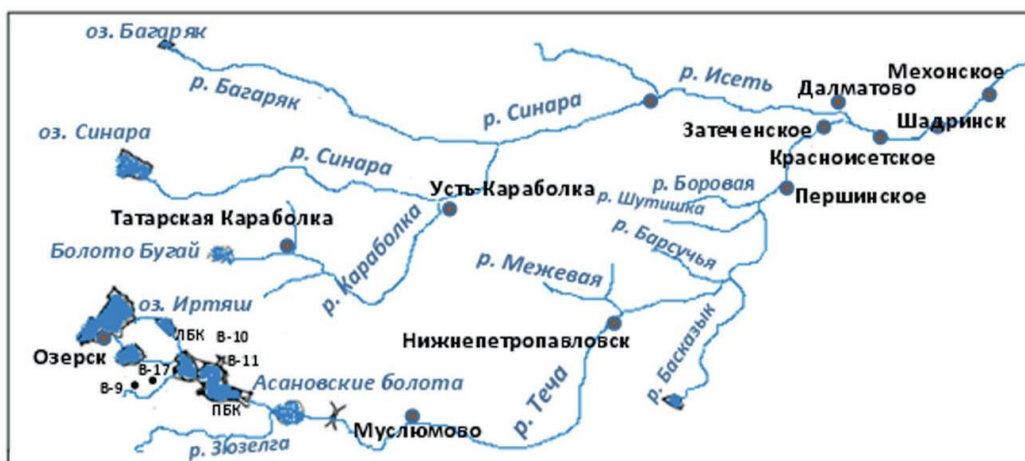 оз. Багаряк
р. Багаряк
р. Исеть
Мехонское
Далматово
р. Синара
Шадринск
Затеченское
Красноисетское
оз. Синара
р. Синара
Усть-Караболка
р. Боровая
Першинское
р. Шутишка
Татарская Караболка
р. Караболка
р. Барсучья
Болото Бугай
р. Межевая
оз. Иртяш
ЛБК
В-10
Нижнепетропавловск
Озерск
В-11
В-17
В-9
Асановские болота
р. Баскaзык
ПБК
р. Теча
Муслюмово
р. Зюзелга